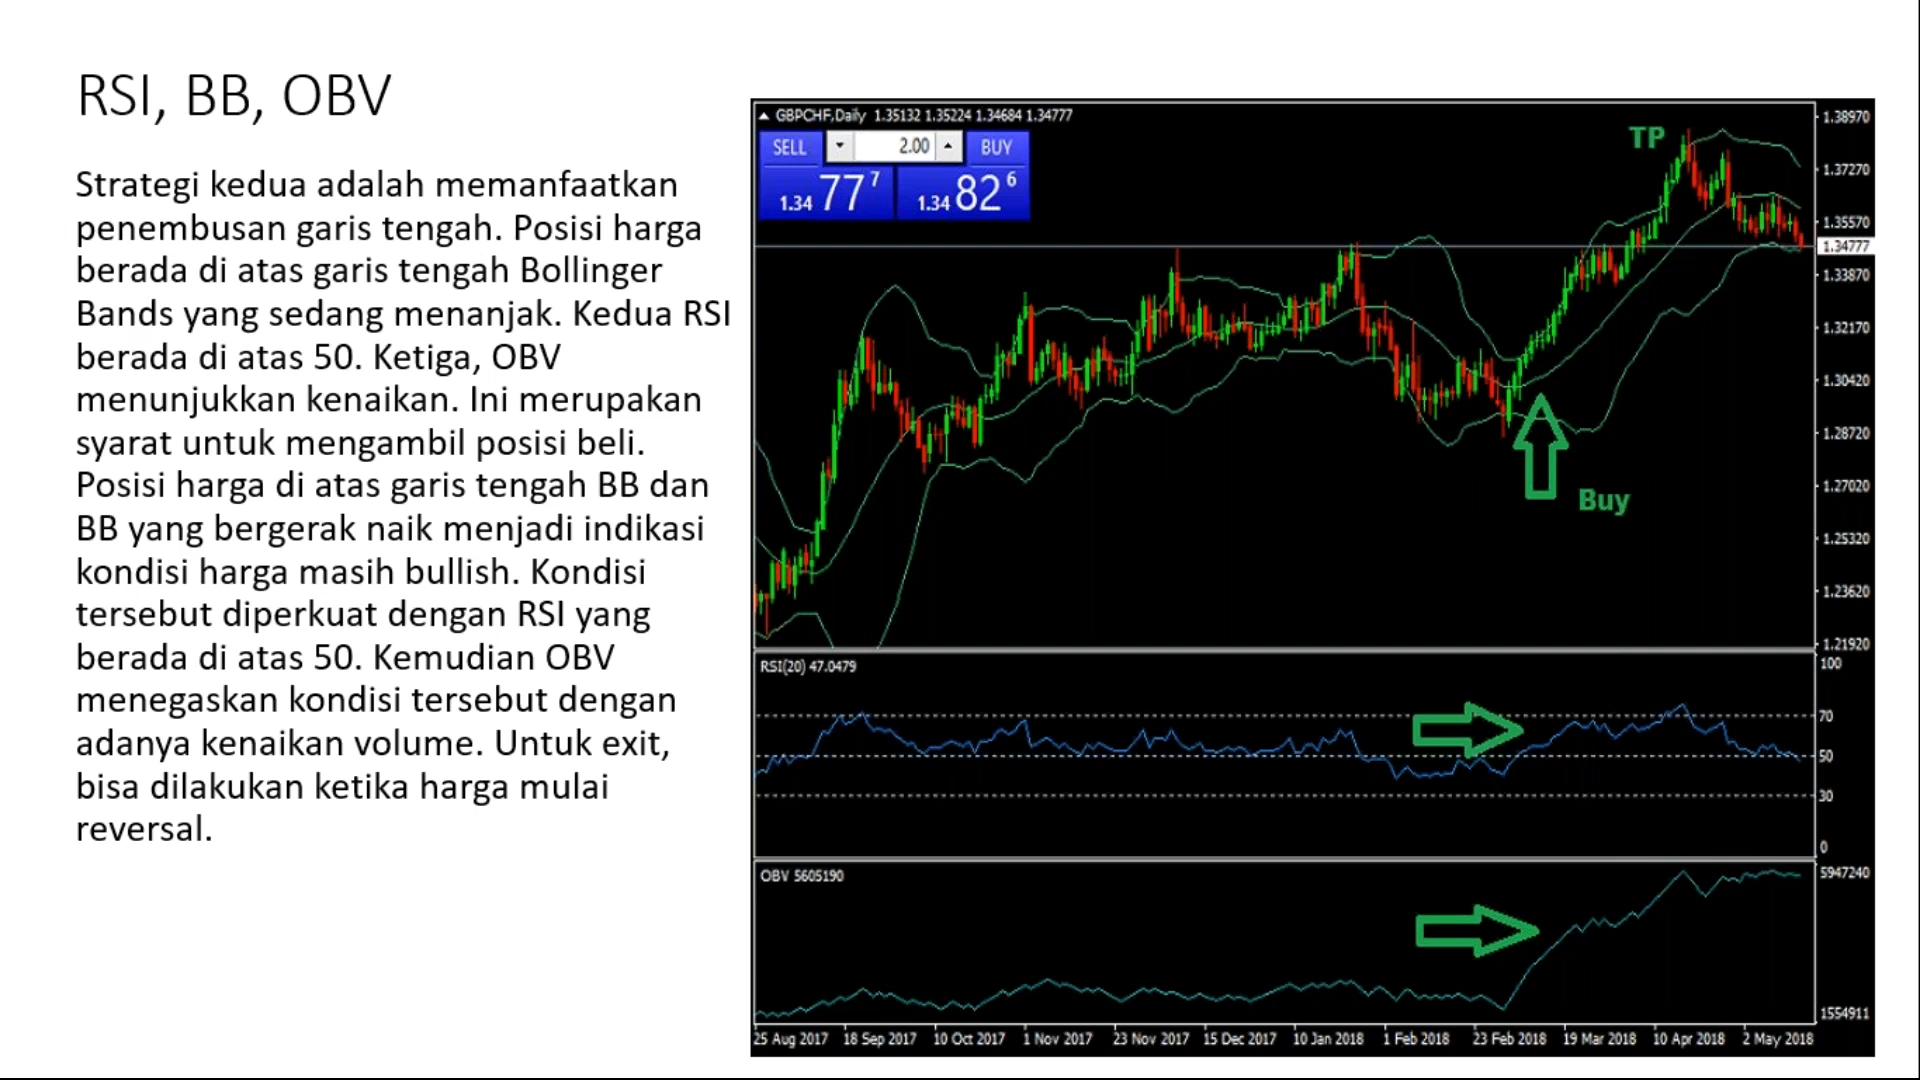 RSI, BB, OBV
Strategi kedua adalah memanfaatkan
penembusan garis tengah. Posisi harga
berada di atas garis tengah Bollinger
Bands yang sedang menanjak. Kedua RSI
berada di atas 50. Ketiga, OBV
menunjukkan kenaikan. Ini merupakan
syarat untuk mengambil posisi beli.
Posisi harga di atas garis tengah BB dan
BB yang bergerak naik menjadi indikasi
kondisi harga masih bullish. Kondisi
tersebut diperkuat dengan RSI yang
berada di atas 50. Kemudian OBV
menegaskan kondisi tersebut dengan
adanya kenaikan volume. Untuk exit,
bisa dilakukan ketika harga mulai
reversal.
GBPCHF,Daily 1.35132 1.35224 1.34684 1.34777
SELL 2.00 BUY
1.34 77 7 1.34 82 6
TP
Buy
1.38970
1.37270
1.35570
1.34777
1.33870
1.32170
1.30420
1.28720
1.27020
1.25320
1.23620
1.21920
RSI(20) 47.0479
100
70
50
30
0
OBV 5605190
5947240
1554911
25 Aug 2017 18 Sep 2017 10 Oct 2017 1 Nov 2017 23 Nov 2017 15 Dec 2017 10 Jan 2018 1 Feb 2018 23 Feb 2018 19 Mar 2018 10 Apr 2018 2 May 2018